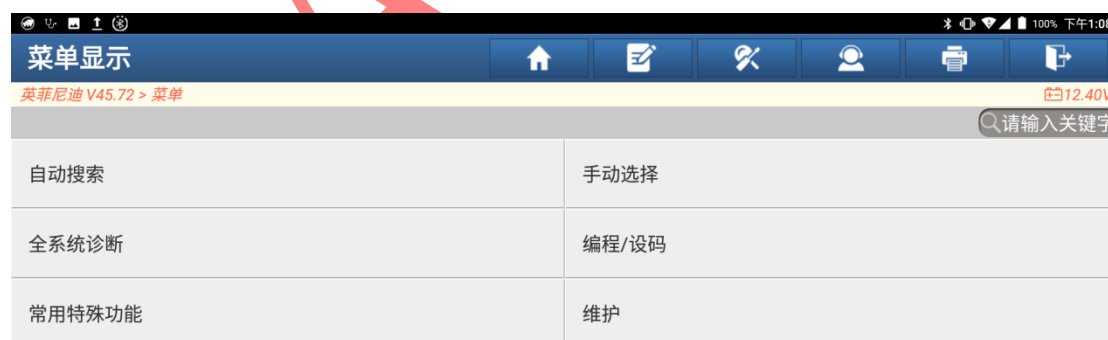 100% 下午1:08
菜单显示
英菲尼迪 V45.72 > 菜单
12.40V
请输入关键字
自动搜索
手动选择
全系统诊断
编程/设码
常用特殊功能
维护